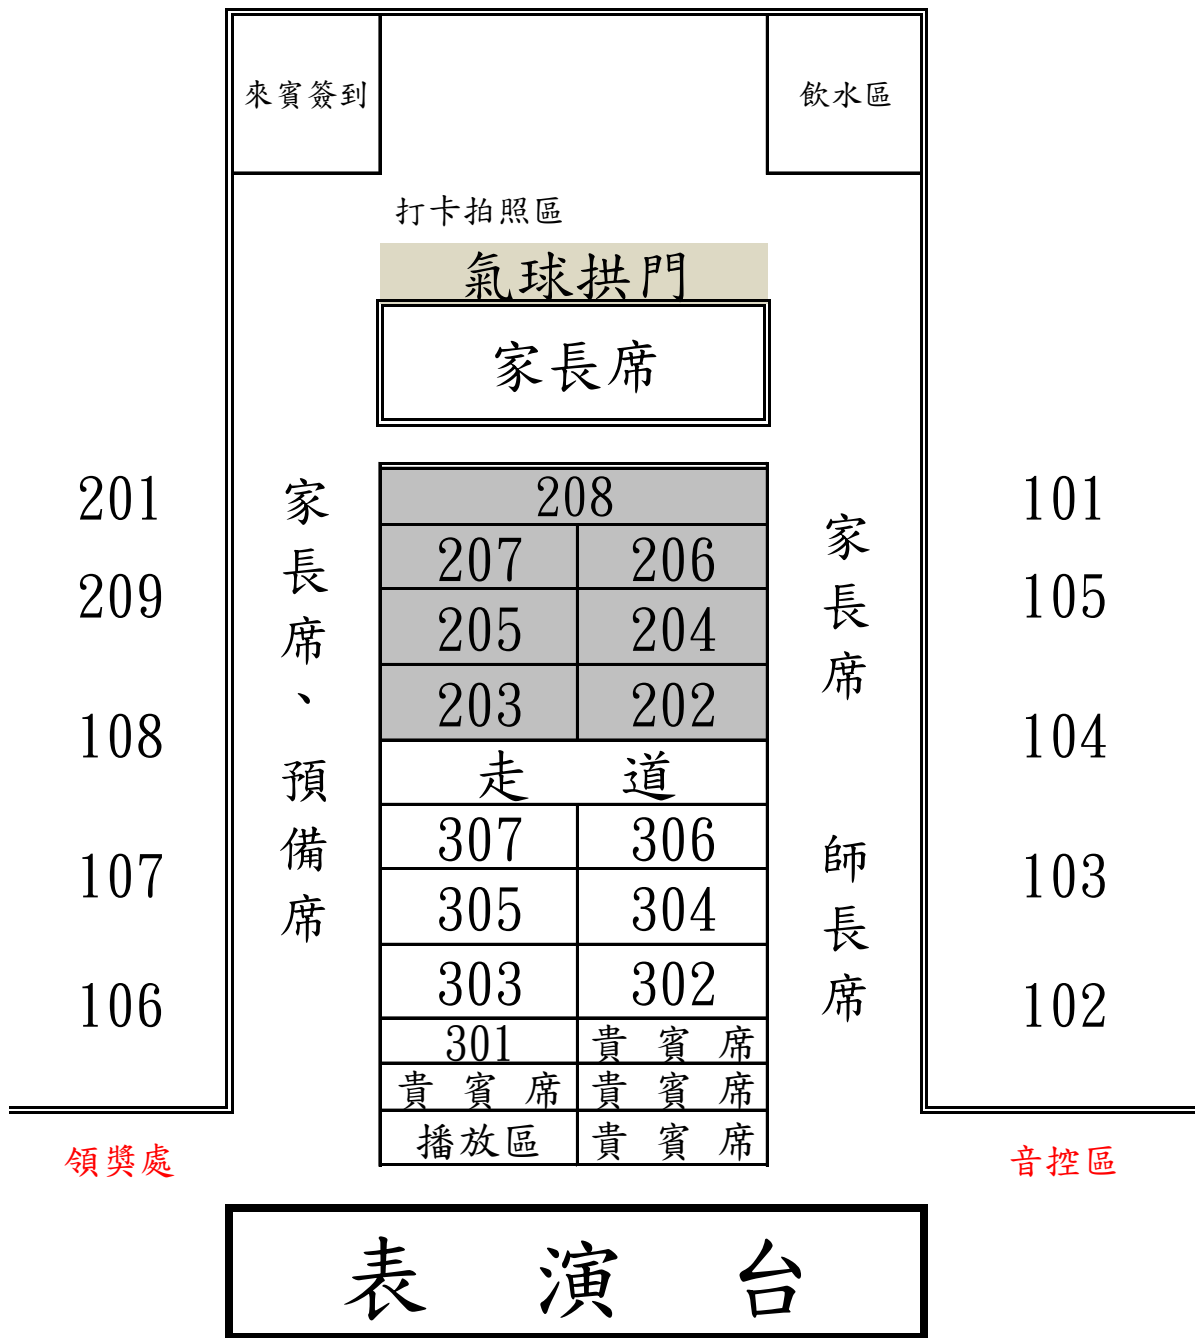 來賓簽到
飲水區
打卡拍照區
氣球拱門
家長席
201
209
108
107
106
家長席、預備席
208
207 206
205 204
203 202
走 道
307 306
305 304
303 302
301 貴 賓 席
貴 賓 席 貴 賓 席
播放區 貴 賓 席
家長席
師長席
101
105
104
103
102
領獎處
音控區
表 演 台